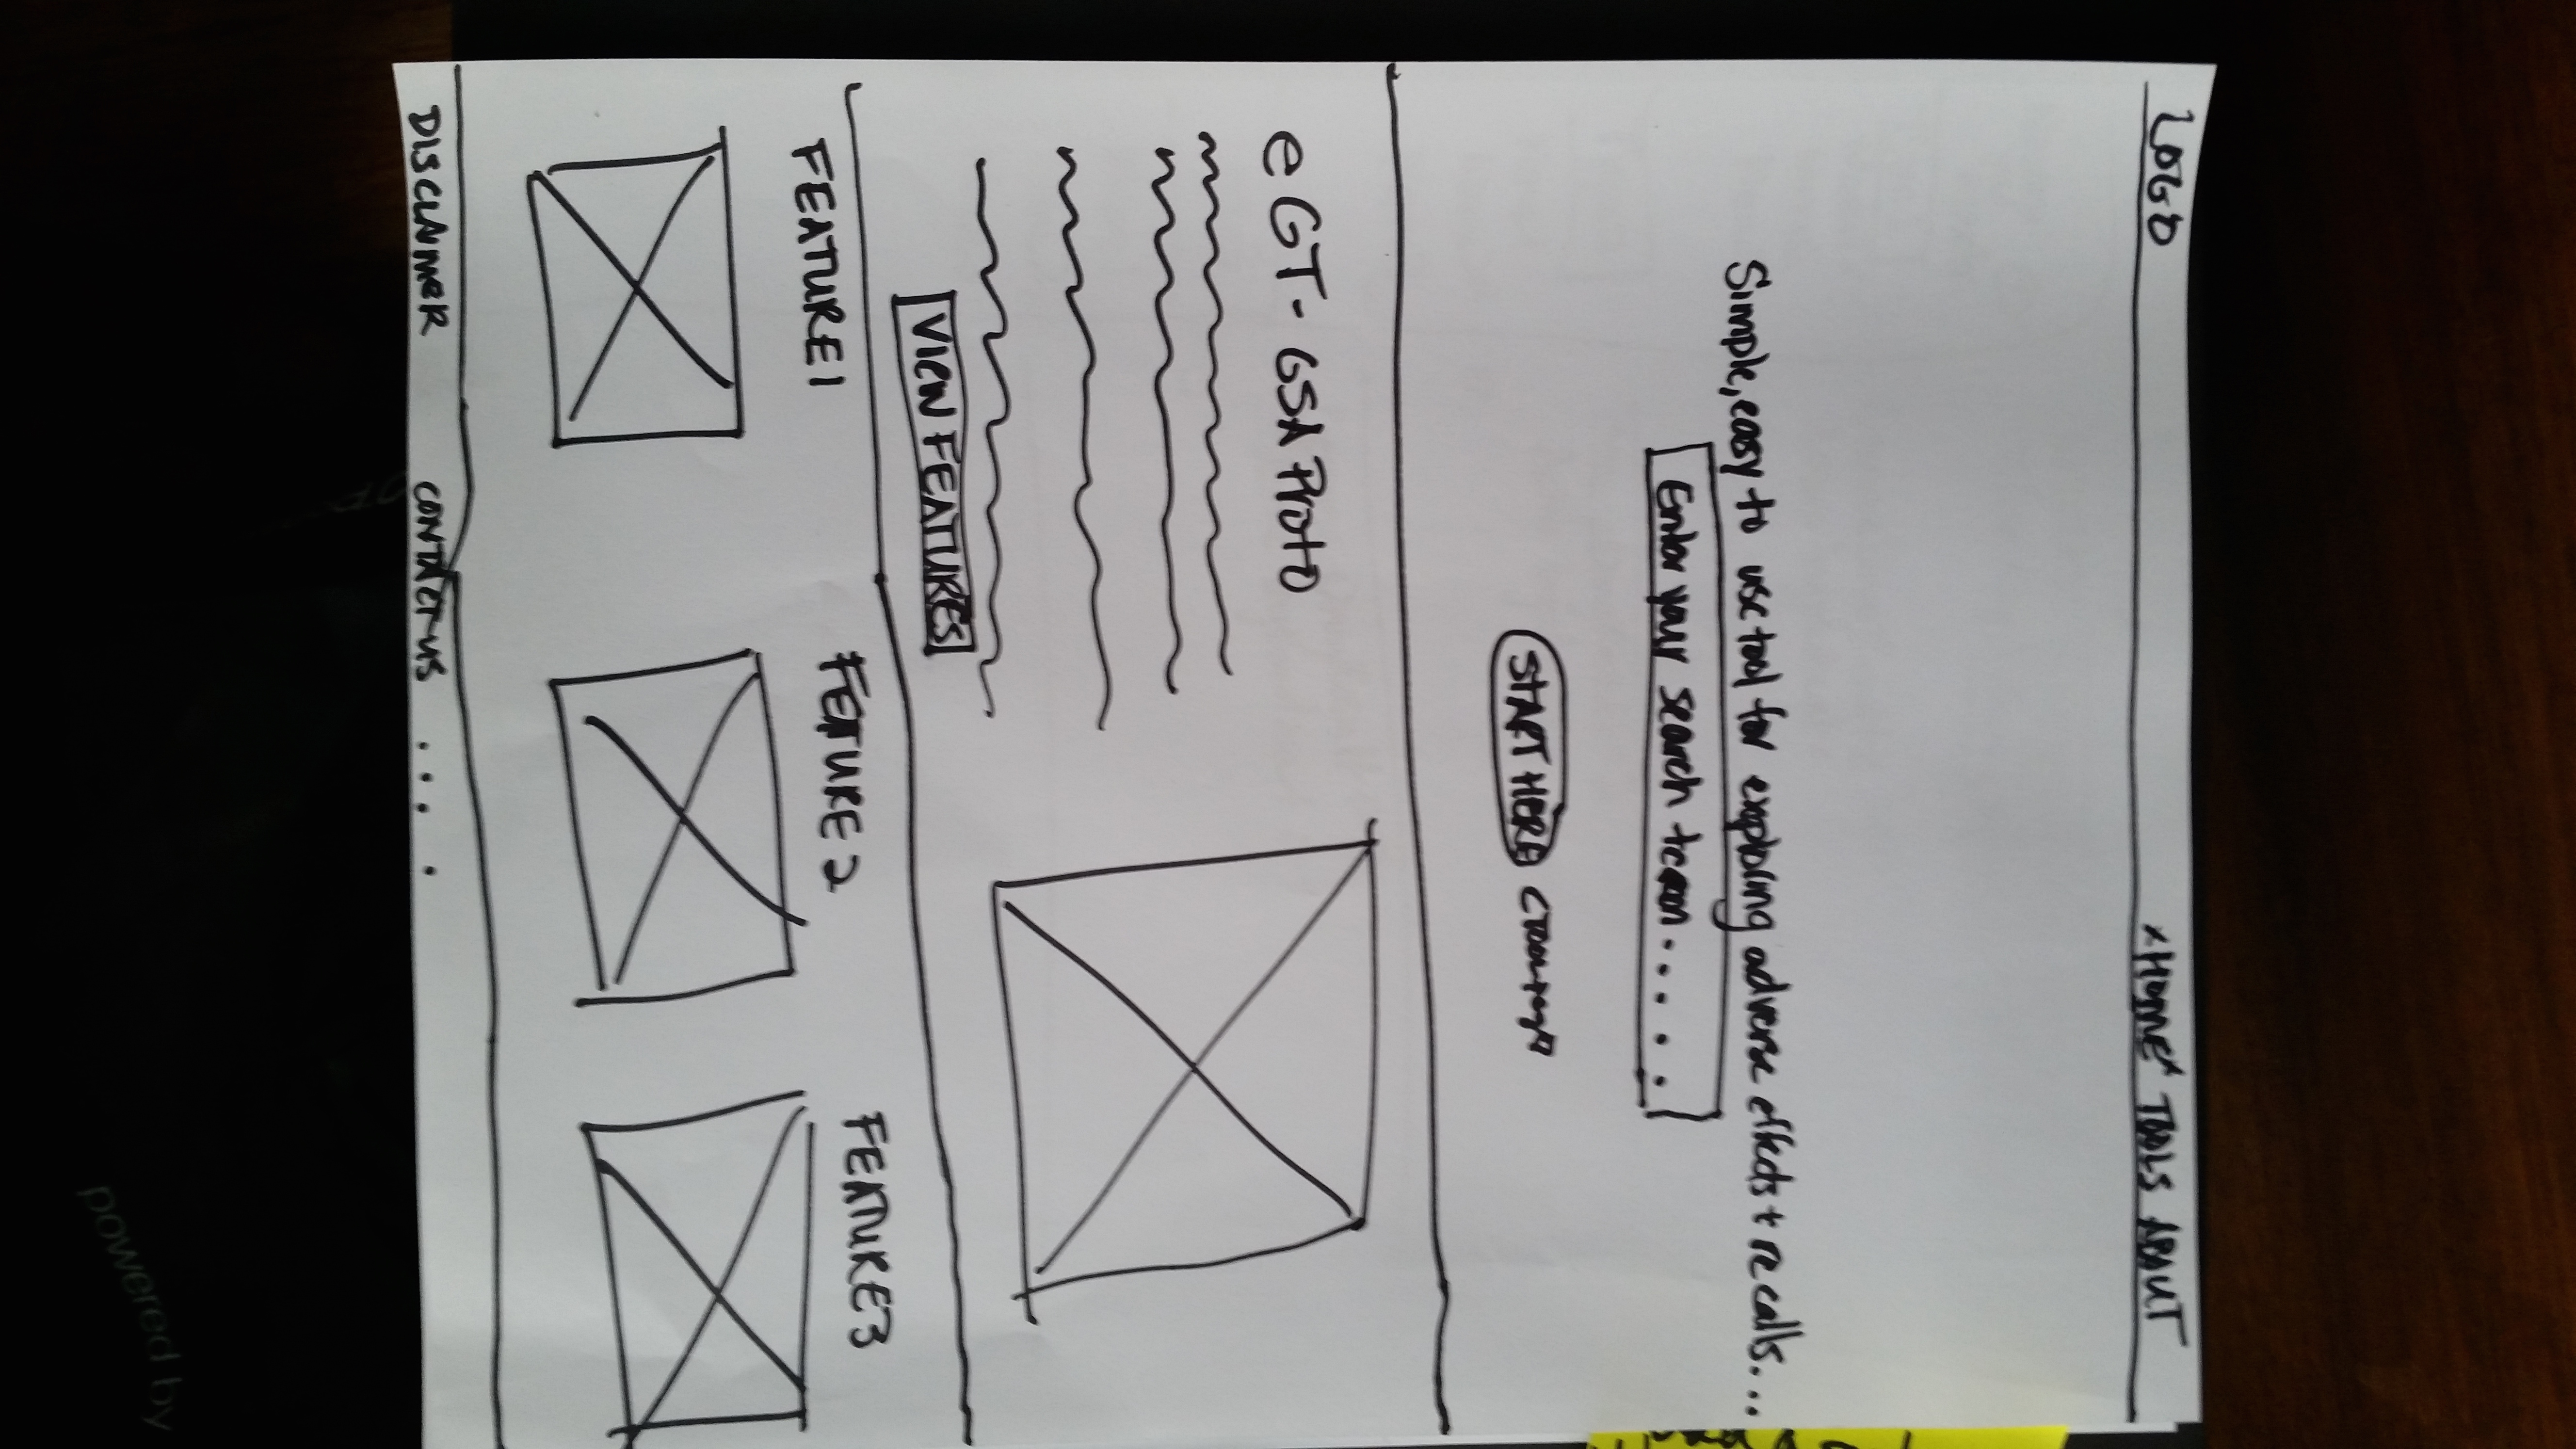 LOGO
*HOME* TOOLS ABOUT
Simple, easy to use tool for exploring adverse effects + recalls...
Enter your search team.....
START HERE
eGT-GSA Proto
VIEW FEATURES
FEATURE 1
FEATURE 2
FEATURE 3
DISCLAIMER CONTACT-US ....
powered by